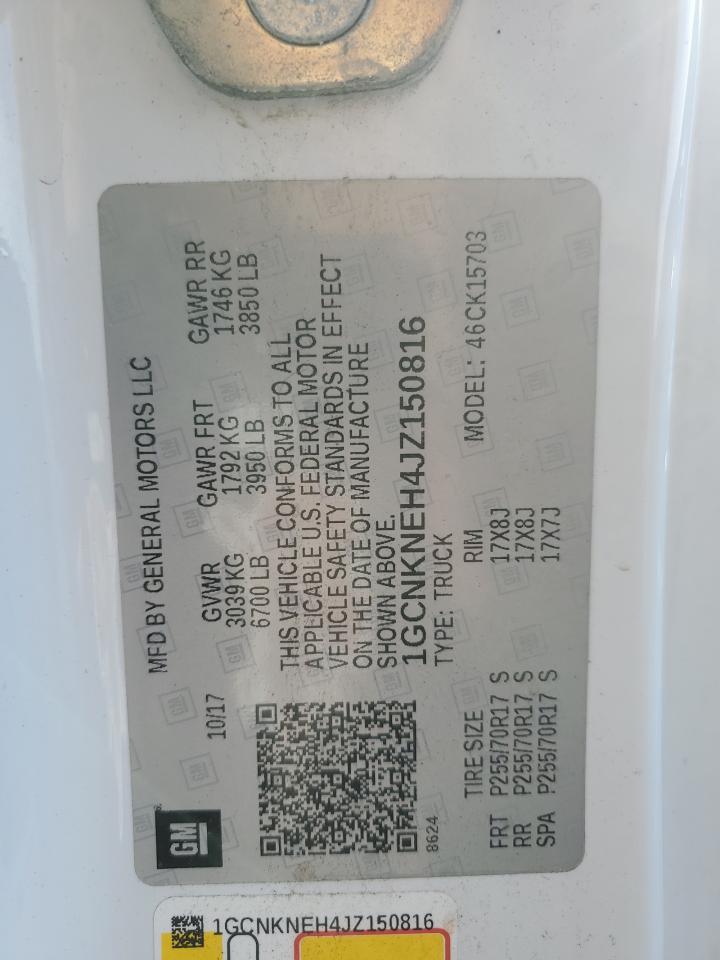 GM
MFD BY GENERAL MOTORS LLC
10/17
GVWR GAWR FRT GAWR RR
3039 KG 1792 KG 1746 KG
6700 LB 3950 LB 3850 LB
THIS VEHICLE CONFORMS TO ALL
APPLICABLE U.S. FEDERAL MOTOR
VEHICLE SAFETY STANDARDS IN EFFECT
ON THE DATE OF MANUFACTURE
SHOWN ABOVE.
1GCNKNEH4JZ150816
8624
TYPE: TRUCK MODEL: 46CK15703
TIRE SIZE RIM
FRT P255/70R17 S 17X8J
RR P255/70R17 S 17X8J
SPA P255/70R17 S 17X7J
1GCNKNEH4JZ150816